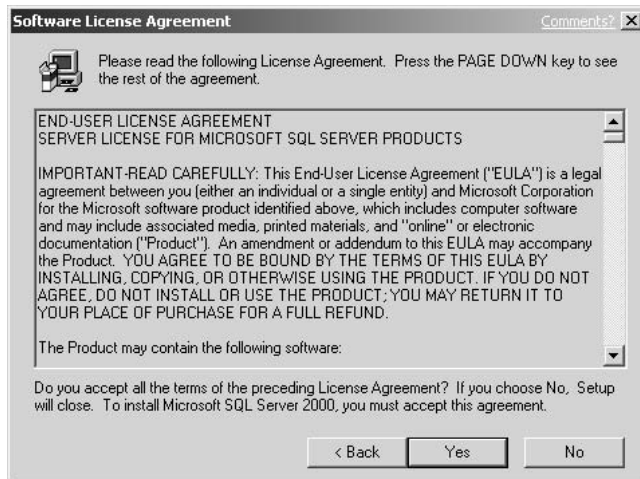 Software License Agreement
Comments?
Please read the following License Agreement. Press the PAGE DOWN key to see
the rest of the agreement.
END-USER LICENSE AGREEMENT
SERVER LICENSE FOR MICROSOFT SQL SERVER PRODUCTS
IMPORTANT-READ CAREFULLY: This End-User License Agreement ("EULA") is a legal
agreement between you (either an individual or a single entity) and Microsoft Corporation
for the Microsoft software product identified above, which includes computer software
and may include associated media, printed materials, and "online" or electronic
documentation ("Product"). An amendment or addendum to this EULA may accompany
the Product. YOU AGREE TO BE BOUND BY THE TERMS OF THIS EULA BY
INSTALLING, COPYING, OR OTHERWISE USING THE PRODUCT. IF YOU DO NOT
AGREE, DO NOT INSTALL OR USE THE PRODUCT; YOU MAY RETURN IT TO
YOUR PLACE OF PURCHASE FOR A FULL REFUND.
The Product may contain the following software:
Do you accept all the terms of the preceding License Agreement? If you choose No, Setup
will close. To install Microsoft SQL Server 2000, you must accept this agreement.
< Back Yes No